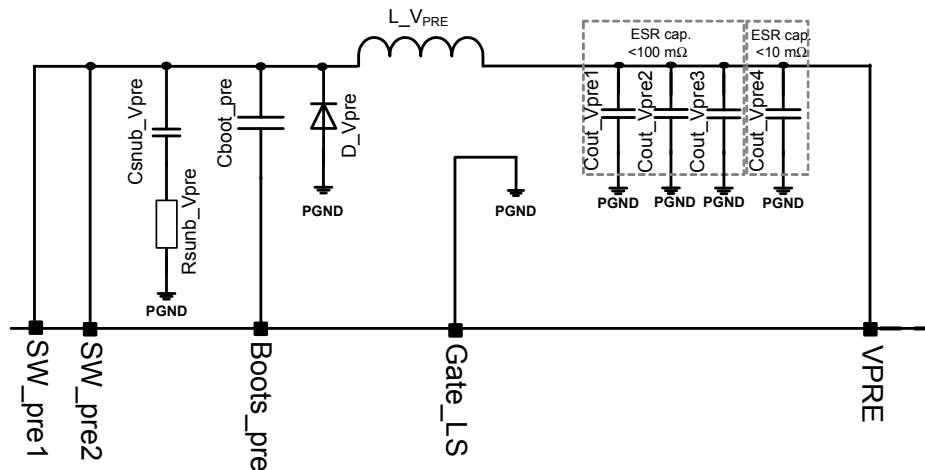 L_VPRE
ESR cap.
<100 mΩ
ESR cap.
<10 mΩ
Csnub_Vpre
Cboot_pre
D_Vpre
Cout_Vpre1
Cout_Vpre2
Cout_Vpre3
Cout_Vpre4
Rsunb_Vpre
PGND
PGND
PGND
PGND
PGND
PGND
PGND
SW_pre1
SW_pre2
Boots_pre
Gate_LS
VPRE